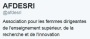 AFDESRI
@afdesri
Association pour les femmes dirigeantes
de l'enseignement supérieur, de la
recherche et de l'innovation